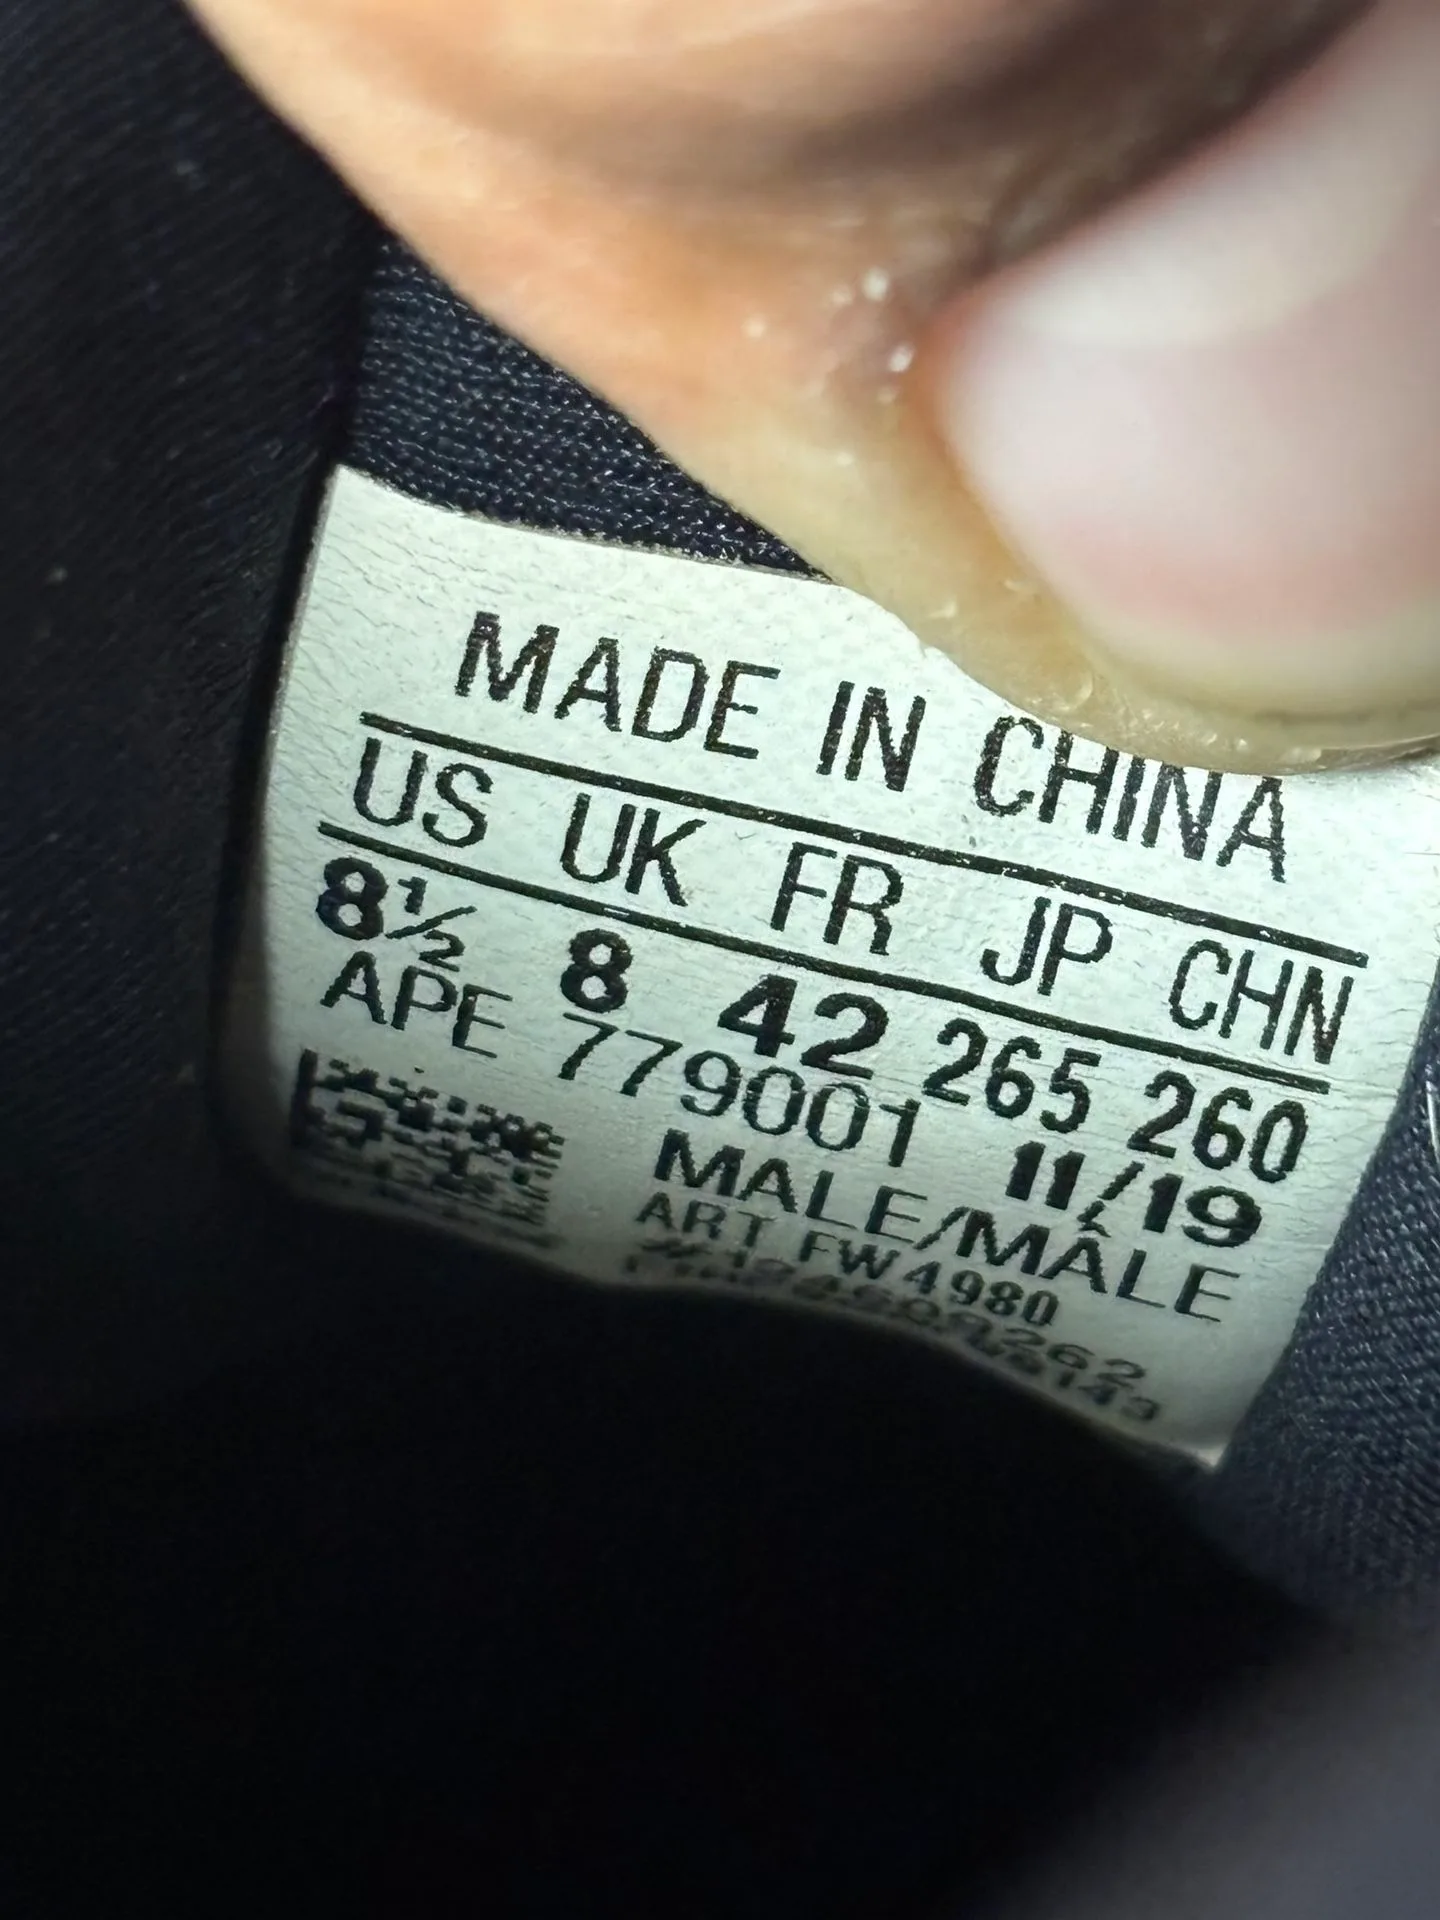 MADE IN CHINA
US UK FR JP CHN
8½ 8 42 265 260
APE 779001 11/19
MALE/MÂLE
ART FW4980